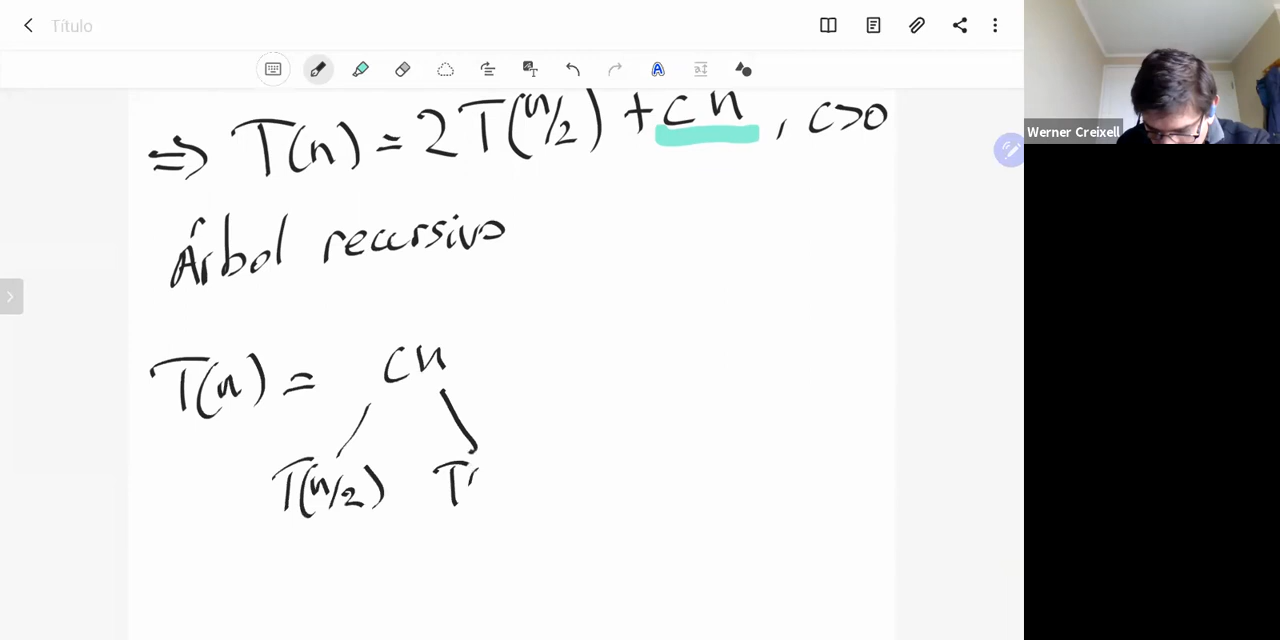 Título
⇒ T(n) = 2T(n/2) + cn , c>0
Árbol recursivo
T(n) = cn
T(n/2) T(
Werner Creixell